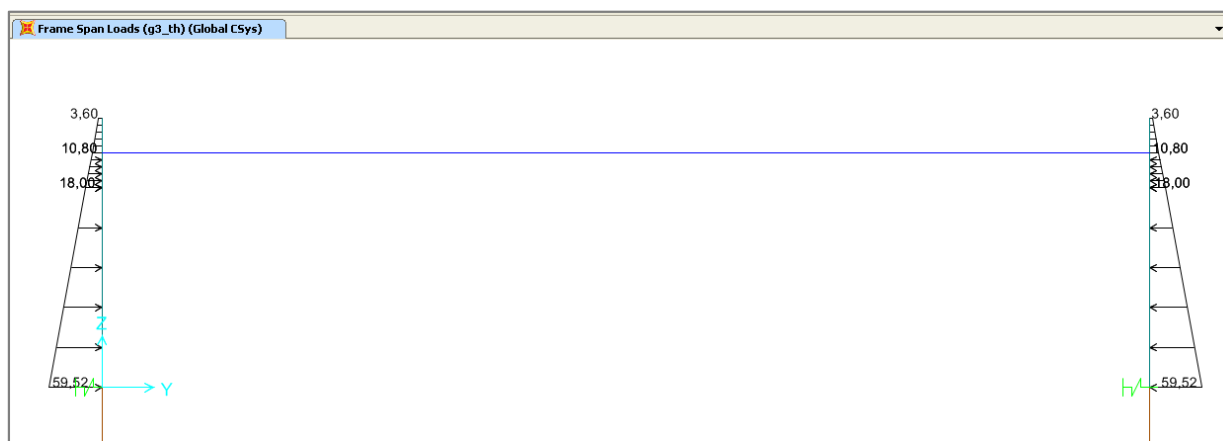 Frame Span Loads (g3_th) (Global CSys)
3,60 3,60
10,80 10,80
18,00 18,00
Z
59,52 Y 59,52